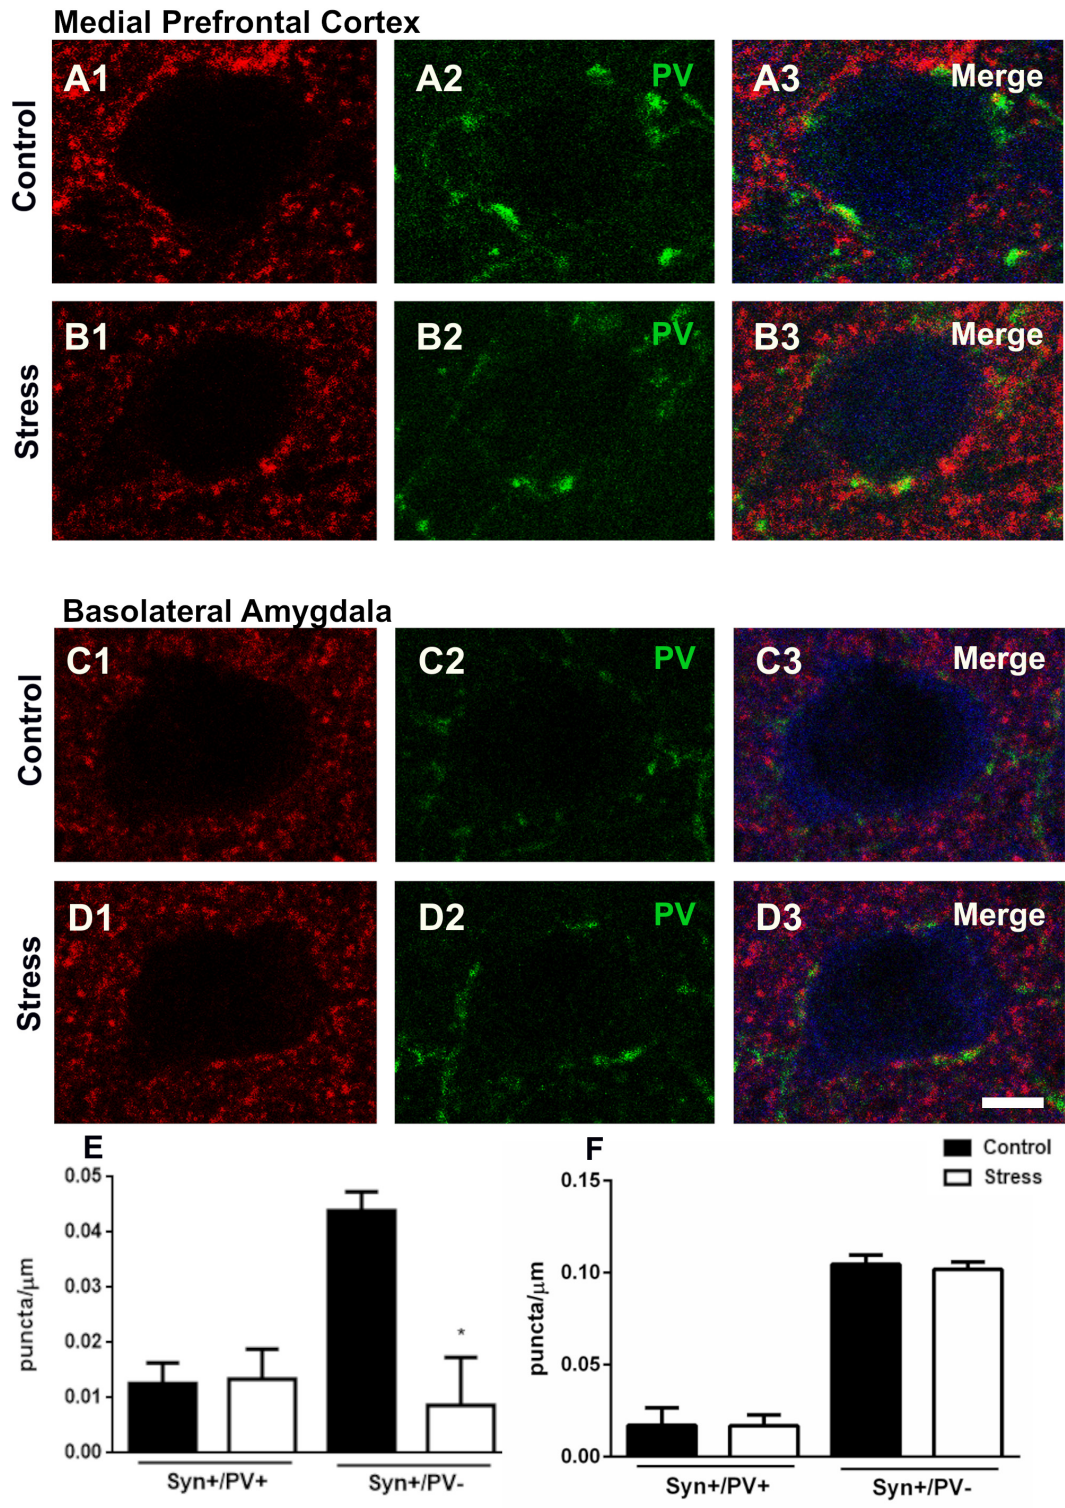 Medial Prefrontal Cortex
Control
A1
A2 PV
A3 Merge
Stress
B1
B2 PV
B3 Merge
Basolateral Amygdala
Control
C1
C2 PV
C3 Merge
Stress
D1
D2 PV
D3 Merge
E
puncta/μm
0.05
0.04
0.03
0.02
0.01
0.00
*
Syn+/PV+ Syn+/PV-
F
Control
Stress
puncta/μm
0.15
0.10
0.05
0.00
Syn+/PV+ Syn+/PV-